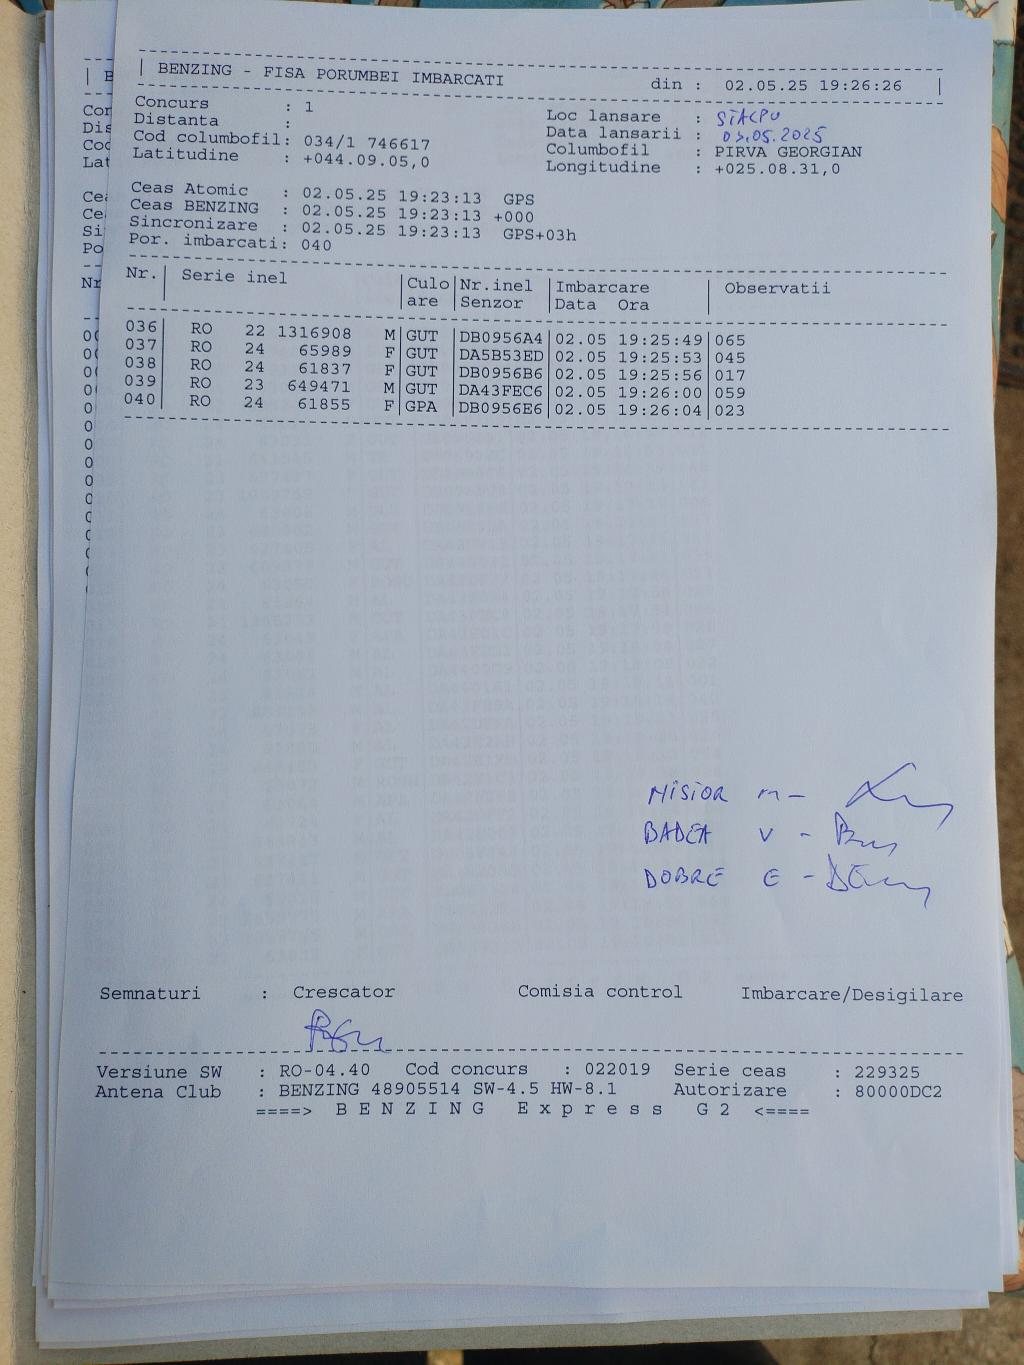 BENZING - FISA PORUMBEI IMBARCATI din : 02.05.25 19:26:26
Concurs : 1 Loc lansare : STALPU
Distanta : Data lansarii : 03.05.2025
Cod columbofil: 034/1 746617 Columbofil : PIRVA GEORGIAN
Latitudine : +044.09.05,0 Longitudine : +025.08.31,0
Ceas Atomic : 02.05.25 19:23:13 GPS
Ceas BENZING : 02.05.25 19:23:13 +000
Sincronizare : 02.05.25 19:23:13 GPS+03h
Por. imbarcati: 040
Nr. Serie inel Culo Nr.inel Imbarcare Observatii
are Senzor Data Ora
036 RO 22 1316908 M GUT DB0956A4 02.05 19:25:49 065
037 RO 24 65989 F GUT DA5B53ED 02.05 19:25:53 045
038 RO 24 61837 F GUT DB0956B6 02.05 19:25:56 017
039 RO 23 649471 M GUT DA43FEC6 02.05 19:26:00 059
040 RO 24 61855 F GPA DB0956E6 02.05 19:26:04 023
MISIOR M -
BADEA V -
DOBRE E -
Semnaturi : Crescator Comisia control Imbarcare/Desigilare
Versiune SW : RO-04.40 Cod concurs : 022019 Serie ceas : 229325
Antena Club : BENZING 48905514 SW-4.5 HW-8.1 Autorizare : 80000DC2
====> B E N Z I N G E x p r e s s G 2 <====